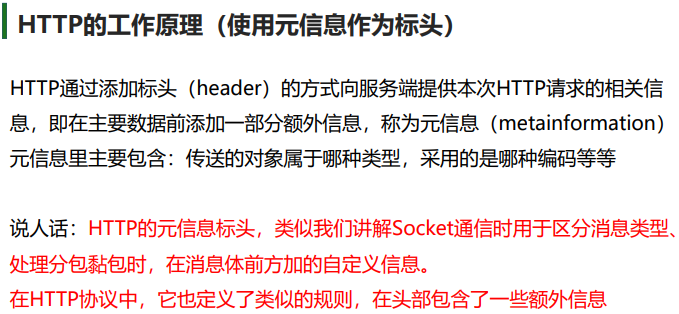 HTTP的工作原理（使用元信息作为标头）
HTTP通过添加标头（header）的方式向服务端提供本次HTTP请求的相关信
息，即在主要数据前添加一部分额外信息，称为元信息（metainformation）
元信息里主要包含：传送的对象属于哪种类型，采用的是哪种编码等等
说人话：HTTP的元信息标头，类似我们讲解Socket通信时用于区分消息类型、
处理分包黏包时，在消息体前方加的自定义信息。
在HTTP协议中，它也定义了类似的规则，在头部包含了一些额外信息